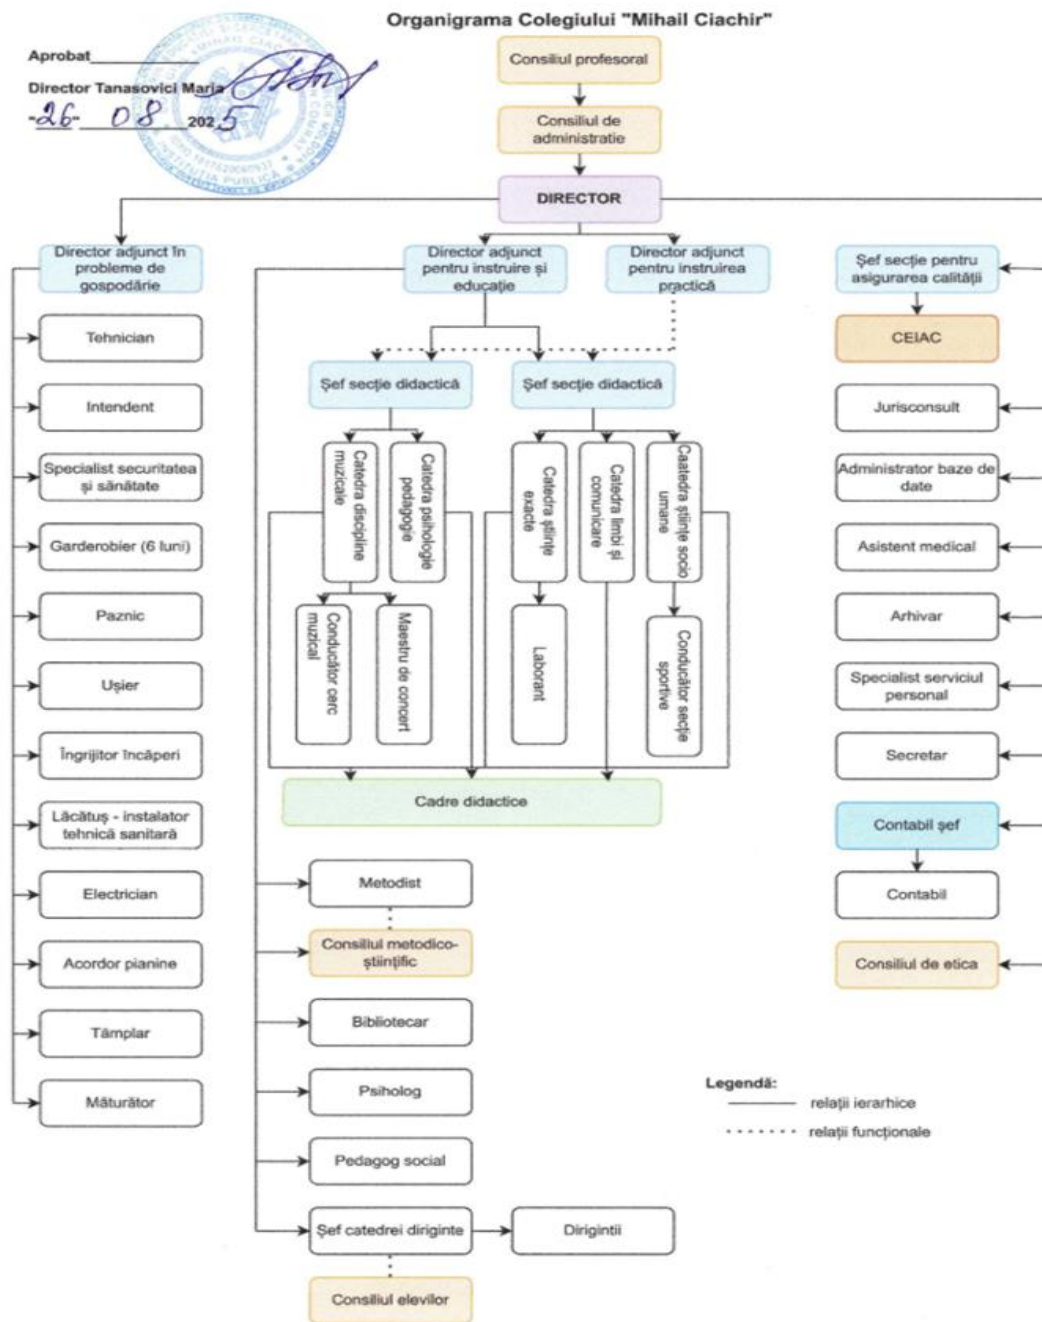 Organigrama Colegiului "Mihail Ciachir"
Aprobat
Director Tanasovici Maria
"26" 08 2025
INSTITUȚIA PUBLICĂ
Consiliul profesoral
Consiliul de
administratie
DIRECTOR
Director adjunct în
probleme de
gospodărie
Tehnician
Intendent
Specialist securitatea
și sănătate
Garderobier (6 luni)
Paznic
Ușier
Îngrijitor încăperi
Lăcătuș - instalator
tehnică sanitară
Electrician
Acordor pianine
Tâmplar
Măturător
Director adjunct
pentru instruire și
educație
Director adjunct
pentru instruirea
practică
Șef secție didactică
Șef secție didactică
Catedra discipline
muzicale
Catedra psihologie
pedagogie
Catedra științe
exacte
Catedra limbi și
comunicare
Caatedra științe socio
umane
Conducător cerc
muzical
Maestru de concert
Laborant
Conducător secție
sportive
Cadre didactice
Metodist
Consiliul metodico-
științific
Bibliotecar
Psiholog
Pedagog social
Șef catedrei diriginte
Dirigintii
Consiliul elevilor
Șef secție pentru
asigurarea calității
CEIAC
Jurisconsult
Administrator baze de
date
Asistent medical
Arhivar
Specialist serviciul
personal
Secretar
Contabil șef
Contabil
Consiliul de etica
Legendă:
relații ierarhice
relații funcționale